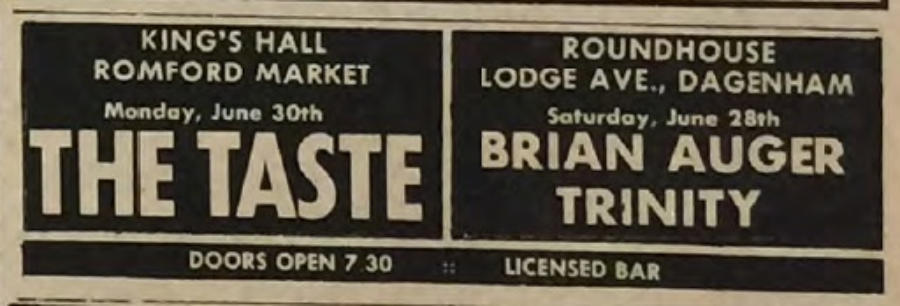 KING'S HALL
ROMFORD MARKET
Monday, June 30th
THE TASTE
ROUNDHOUSE
LODGE AVE., DAGENHAM
Saturday, June 28th
BRIAN AUGER
TRINITY
DOORS OPEN 7.30 :: LICENSED BAR